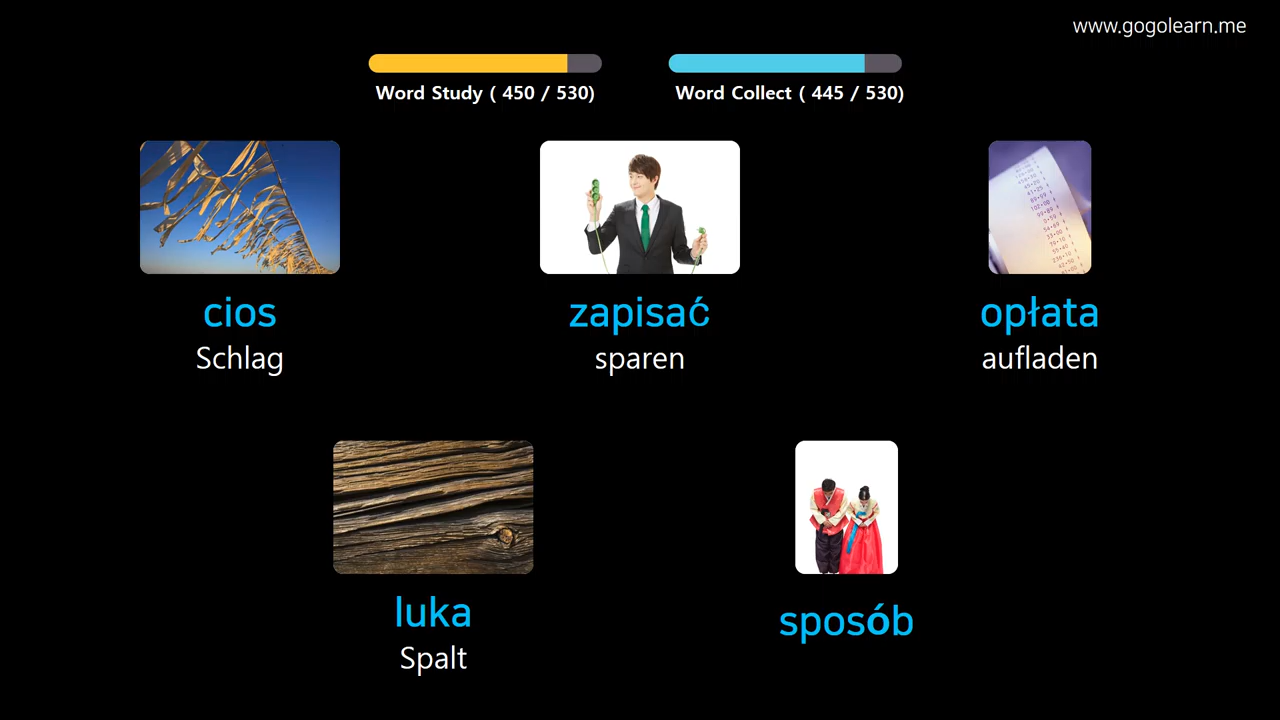 www.gogolearn.me
Word Study ( 450 / 530)
Word Collect ( 445 / 530)
cios
Schlag
zapisać
sparen
opłata
aufladen
luka
Spalt
sposób